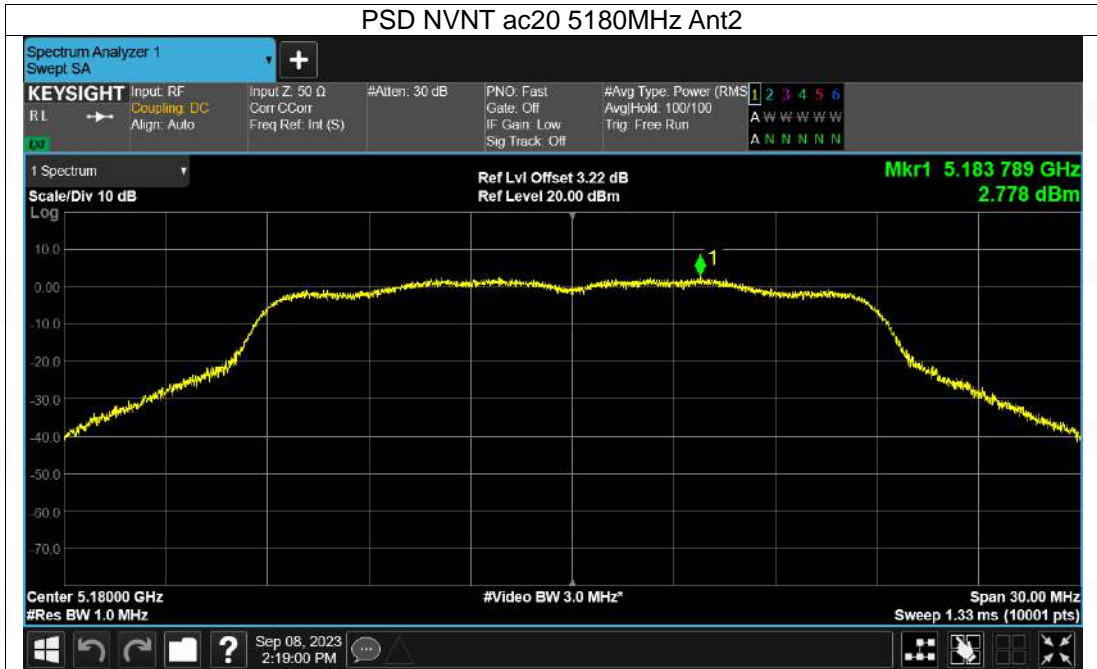 PSD NVNT ac20 5180MHz Ant2
Spectrum Analyzer 1
Swept SA
+
KEYSIGHT
R L
LXI
Input: RF
Coupling: DC
Align: Auto
Input Z: 50 Ω
Corr CCorr
Freq Ref: Int (S)
#Atten: 30 dB
PNO: Fast
Gate: Off
IF Gain: Low
Sig Track: Off
#Avg Type: Power (RMS
Avg|Hold: 100/100
Trig: Free Run
1 2 3 4 5 6
A W W W W W
A N N N N N
1 Spectrum
Scale/Div 10 dB
Log
Ref Lvl Offset 3.22 dB
Ref Level 20.00 dBm
Mkr1 5.183 789 GHz
2.778 dBm
10.0
0.00
-10.0
-20.0
-30.0
-40.0
-50.0
-60.0
-70.0
1
Center 5.18000 GHz
#Res BW 1.0 MHz
#Video BW 3.0 MHz*
Span 30.00 MHz
Sweep 1.33 ms (10001 pts)
?
Sep 08, 2023
2:19:00 PM